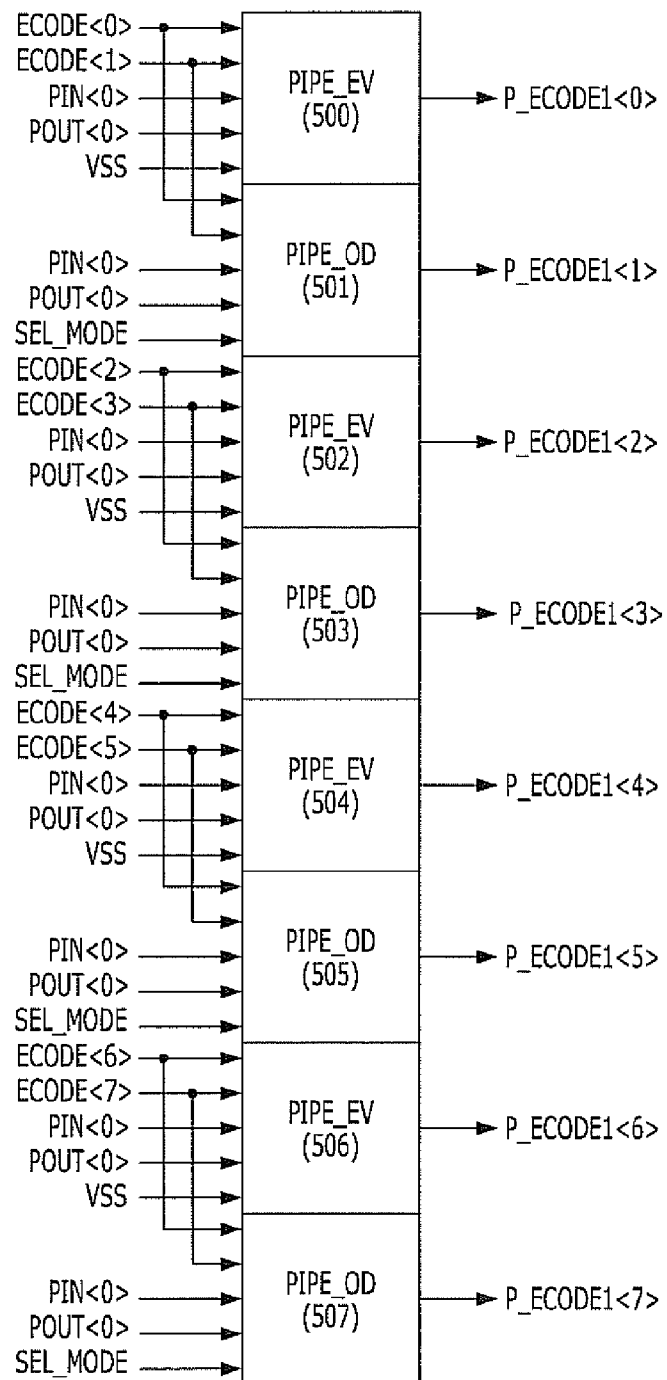 ECODE<0>
ECODE<1>
PIN<0>
POUT<0>
VSS
PIPE_EV
(500)
P_ECODE1<0>
PIN<0>
POUT<0>
SEL_MODE
PIPE_OD
(501)
P_ECODE1<1>
ECODE<2>
ECODE<3>
PIN<0>
POUT<0>
VSS
PIPE_EV
(502)
P_ECODE1<2>
PIN<0>
POUT<0>
SEL_MODE
PIPE_OD
(503)
P_ECODE1<3>
ECODE<4>
ECODE<5>
PIN<0>
POUT<0>
VSS
PIPE_EV
(504)
P_ECODE1<4>
PIN<0>
POUT<0>
SEL_MODE
PIPE_OD
(505)
P_ECODE1<5>
ECODE<6>
ECODE<7>
PIN<0>
POUT<0>
VSS
PIPE_EV
(506)
P_ECODE1<6>
PIN<0>
POUT<0>
SEL_MODE
PIPE_OD
(507)
P_ECODE1<7>